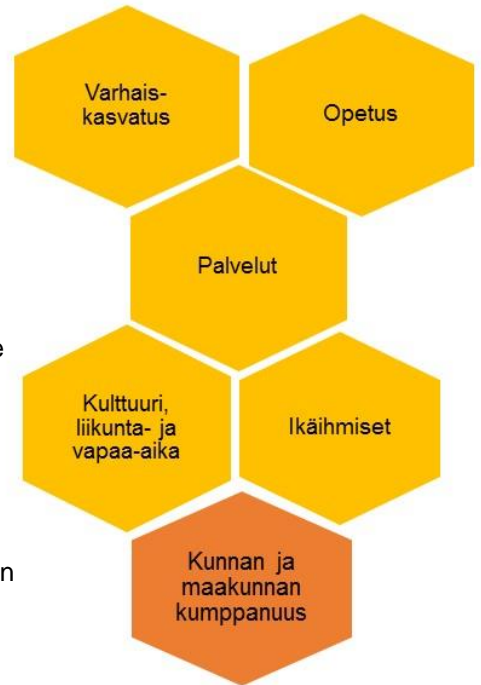 Varhais-
kasvatus
Opetus
Palvelut
e
Kulttuuri,
liikunta- ja
vapaa-aika
Ikäihmiset
n
Kunnan ja
maakunnan
kumppanuus